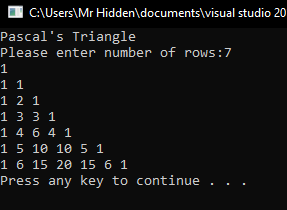 C:\Users\Mr Hidden\documents\visual studio 20
Pascal's Triangle
Please enter number of rows:7
1
1 1
1 2 1
1 3 3 1
1 4 6 4 1
1 5 10 10 5 1
1 6 15 20 15 6 1
Press any key to continue . . .